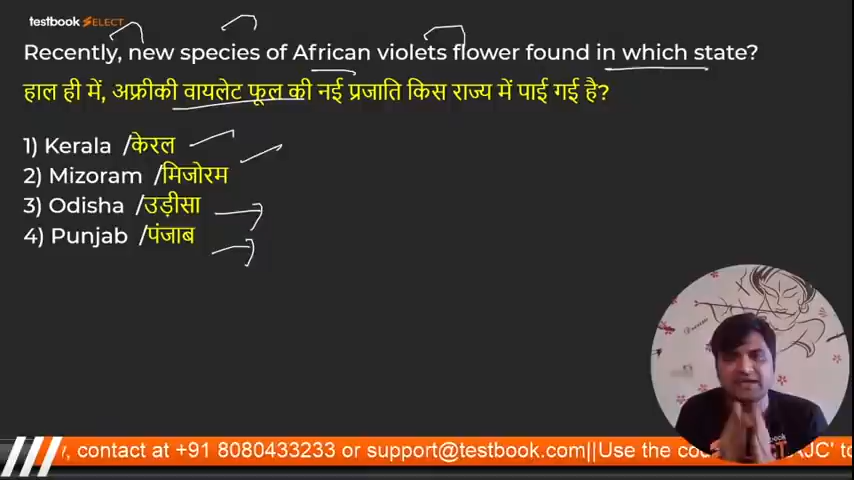 testbook SELECT
Recently, new species of African violets flower found in which state?
हाल ही में, अफ्रीकी वायलेट फूल की नई प्रजाति किस राज्य में पाई गई है?
1) Kerala /केरल
2) Mizoram /मिजोरम
3) Odisha /उड़ीसा
4) Punjab /पंजाब
contact at +91 8080433233 or support@testbook.com||Use the